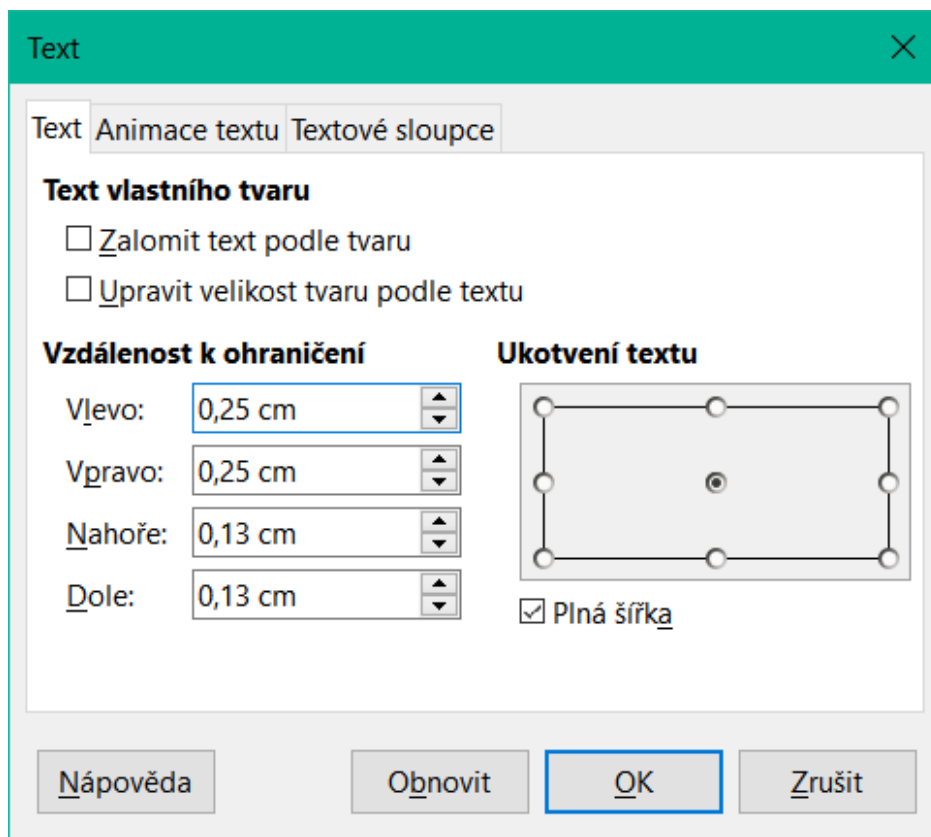 Text
Text Animace textu Textové sloupce
Text vlastního tvaru
Zalomit text podle tvaru
Upravit velikost tvaru podle textu
Vzdálenost k ohraničení
Vlevo: 0,25 cm
Vpravo: 0,25 cm
Nahoře: 0,13 cm
Dole: 0,13 cm
Ukotvení textu
Plná šířka
Nápověda Obnovit OK Zrušit